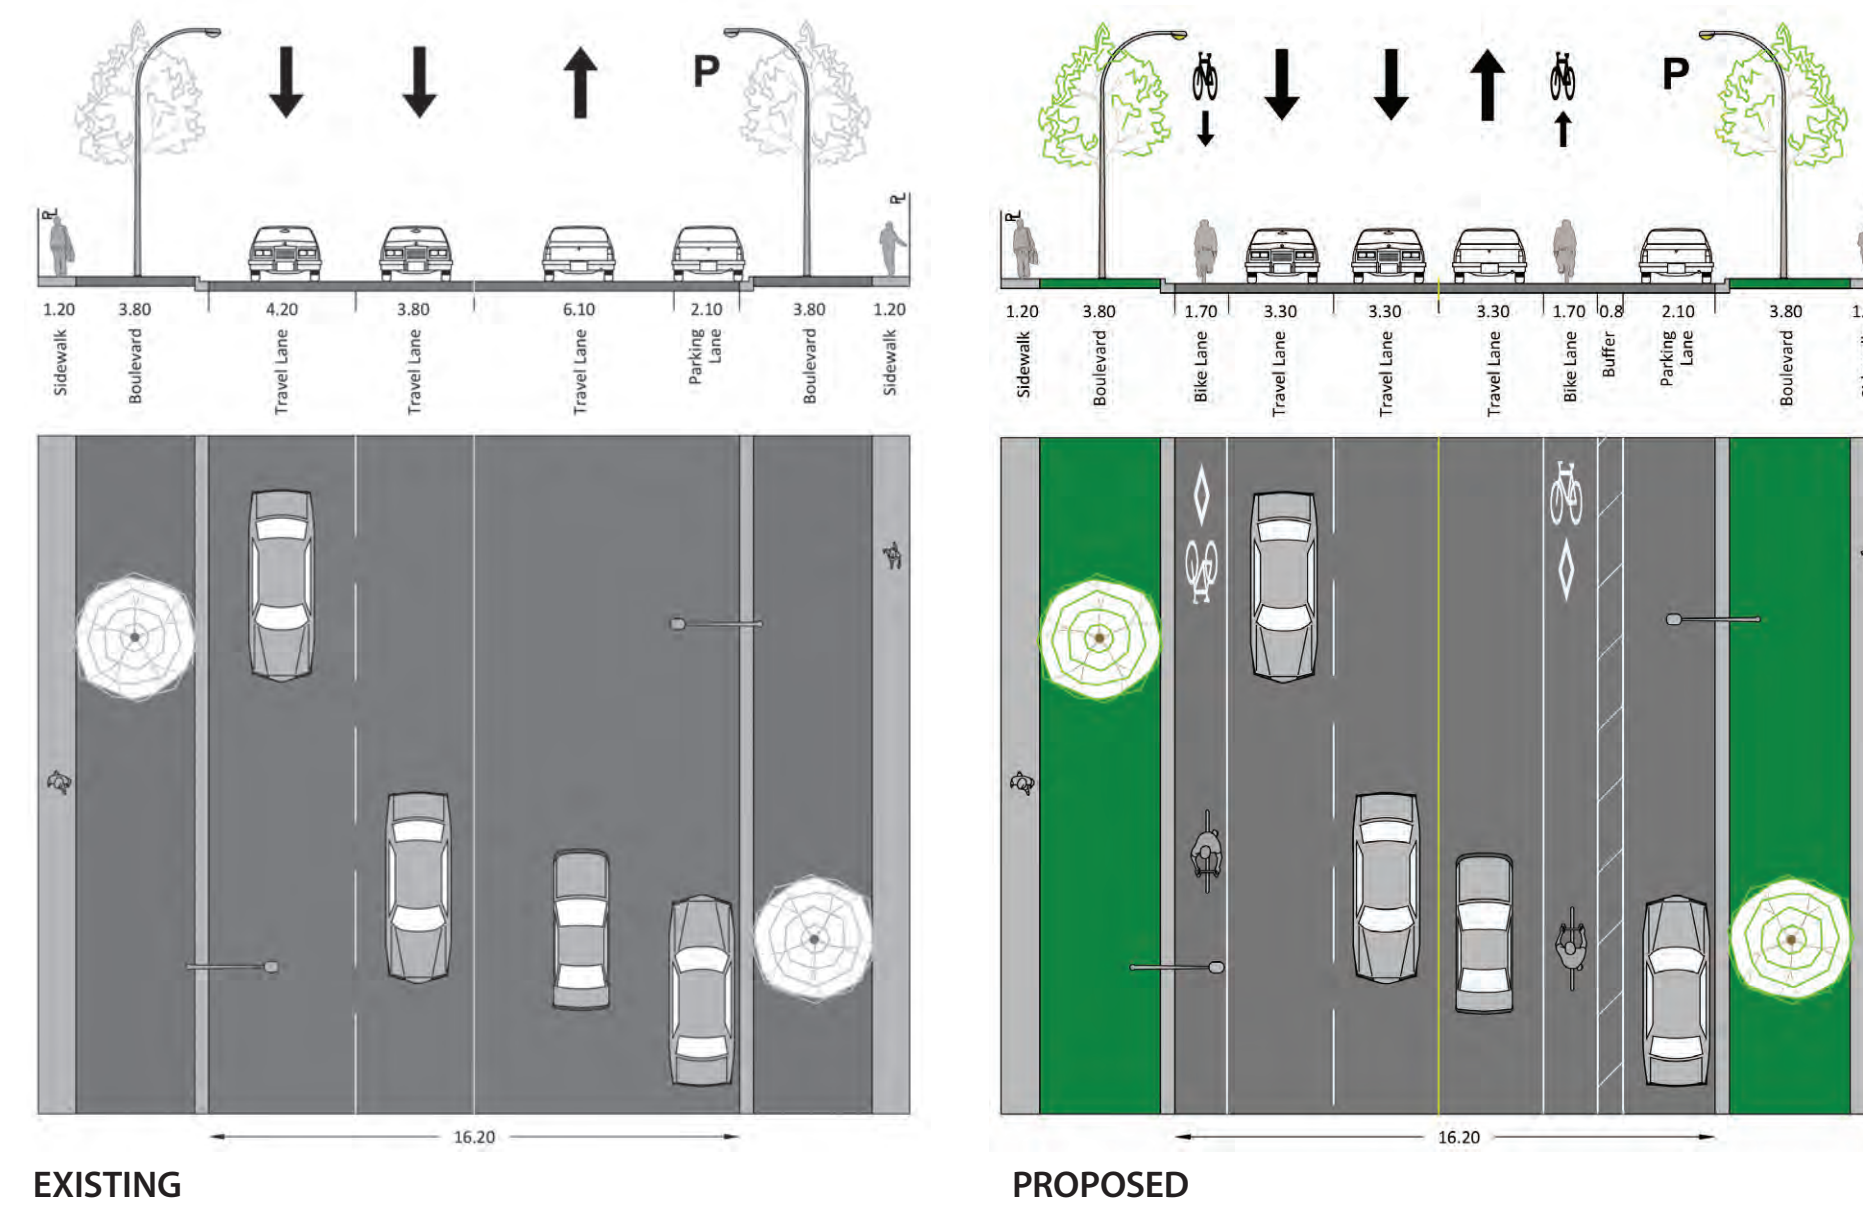 P
P
PL
PL
PL
1.20 3.80 4.20 3.80 6.10 2.10 3.80 1.20
Sidewalk
Boulevard
Travel Lane
Travel Lane
Travel Lane
Parking
Lane
Boulevard
Sidewalk
16.20
EXISTING
1.20 3.80 1.70 3.30 3.30 3.30 1.70 0.8 2.10 3.80
Sidewalk
Boulevard
Bike Lane
Travel Lane
Travel Lane
Travel Lane
Bike Lane
Buffer
Parking
Lane
Boulevard
16.20
PROPOSED